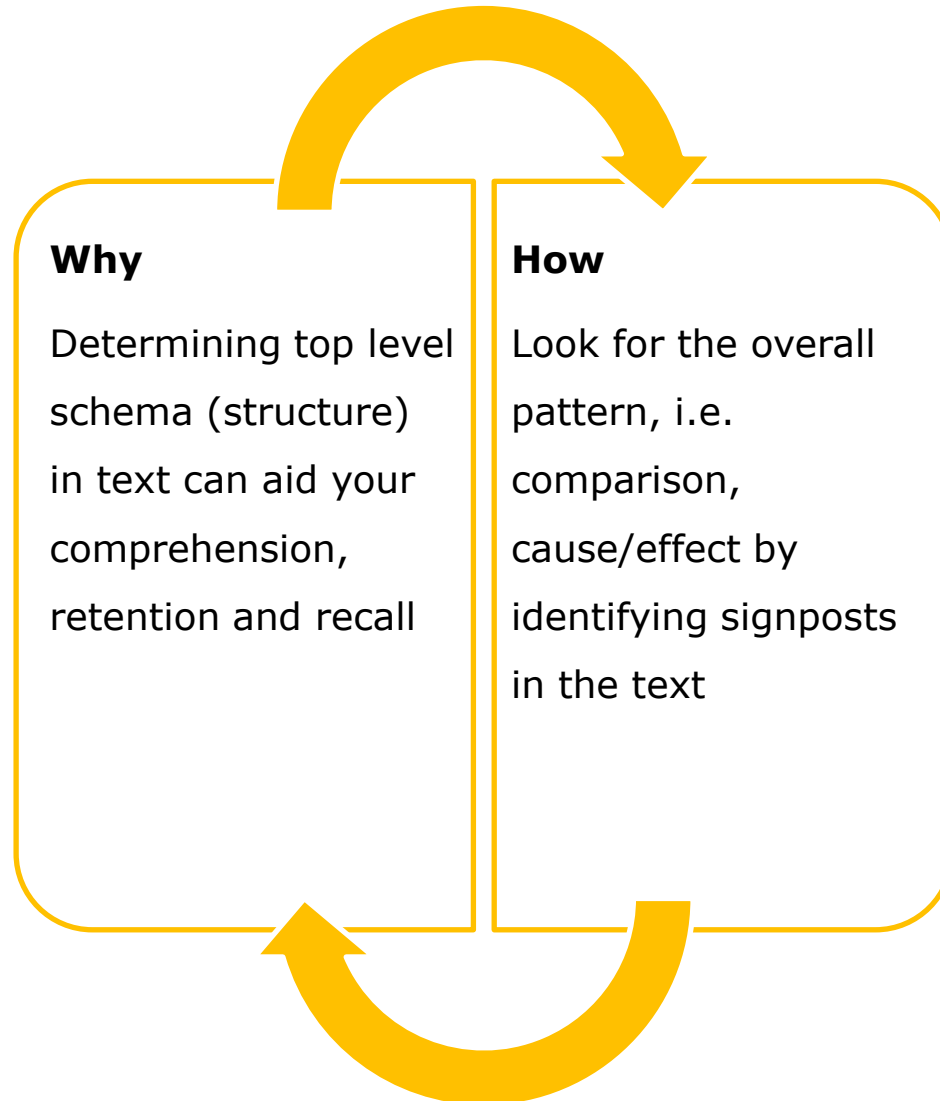 Why
Determining top level
schema (structure)
in text can aid your
comprehension,
retention and recall
How
Look for the overall
pattern, i.e.
comparison,
cause/effect by
identifying signposts
in the text